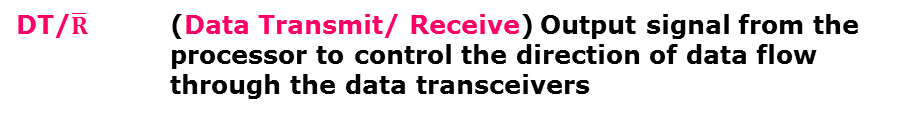 DT/R̅ (Data Transmit/ Receive) Output signal from the
processor to control the direction of data flow
through the data transceivers